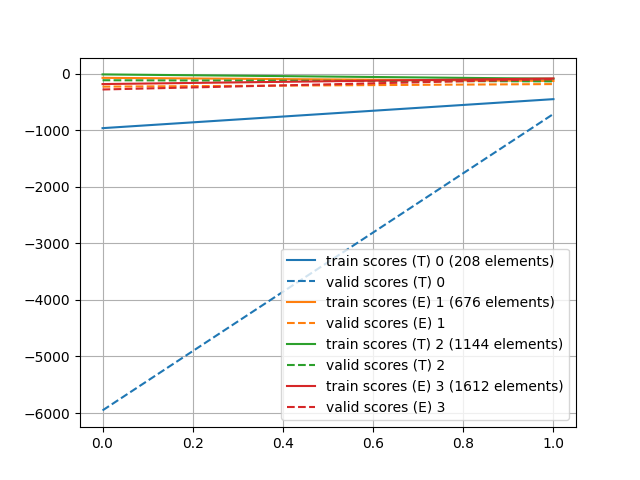 0
−1000
−2000
−3000
−4000
−5000
−6000
train scores (T) 0 (208 elements)
valid scores (T) 0
train scores (E) 1 (676 elements)
valid scores (E) 1
train scores (T) 2 (1144 elements)
valid scores (T) 2
train scores (E) 3 (1612 elements)
valid scores (E) 3
0.0 0.2 0.4 0.6 0.8 1.0